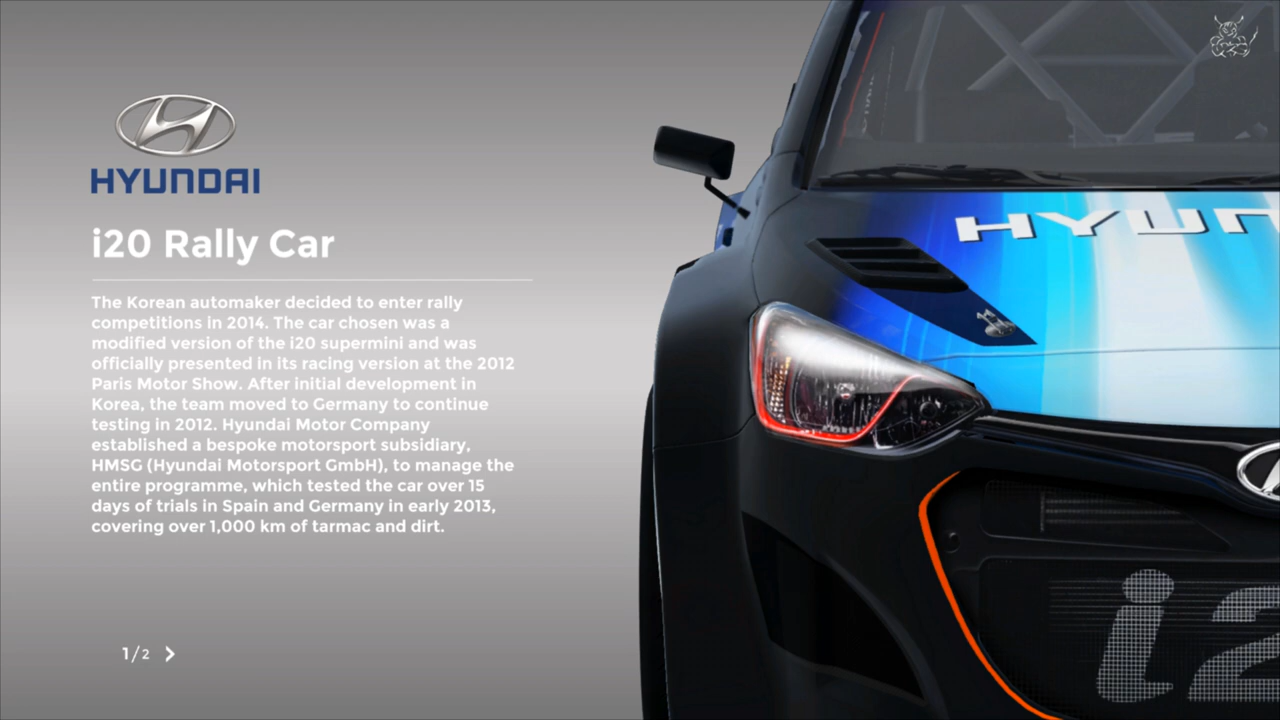 HYUNDAI
i20 Rally Car
The Korean automaker decided to enter rally
competitions in 2014. The car chosen was a
modified version of the i20 supermini and was
officially presented in its racing version at the 2012
Paris Motor Show. After initial development in
Korea, the team moved to Germany to continue
testing in 2012. Hyundai Motor Company
established a bespoke motorsport subsidiary,
HMSG (Hyundai Motorsport GmbH), to manage the
entire programme, which tested the car over 15
days of trials in Spain and Germany in early 2013,
covering over 1,000 km of tarmac and dirt.
1/2
HYUN
i2